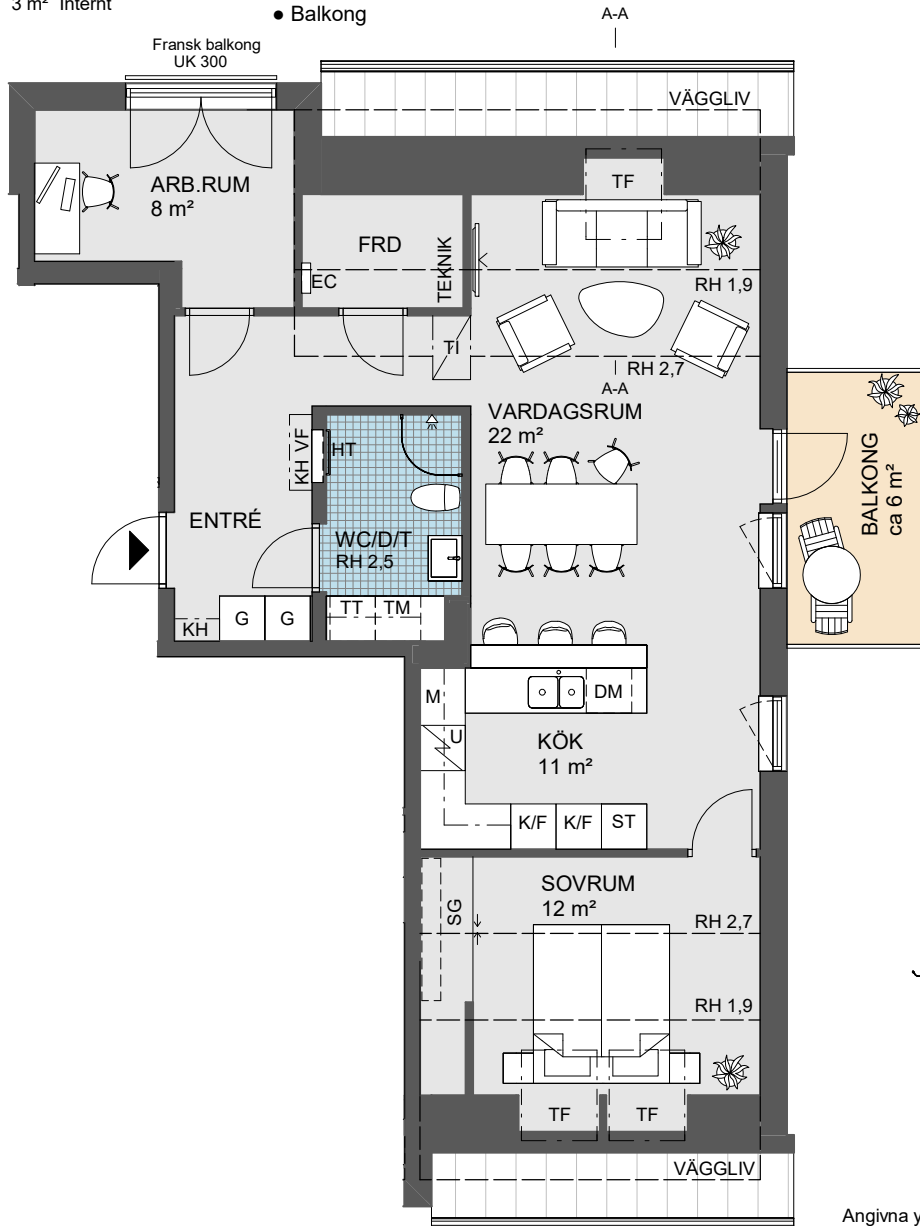 3 m² Internt
● Balkong
A-A
Fransk balkong
UK 300
VÄGGLIV
ARB.RUM
8 m²
TF
FRD
TEKNIK
EC
RH 1,9
TI
RH 2,7
A-A
VARDAGSRUM
22 m²
KH VF
HT
BALKONG
ca 6 m²
ENTRÉ
WC/D/T
RH 2,5
KH
G
G
TT
TM
M
DM
U
KÖK
11 m²
K/F
K/F
ST
SOVRUM
12 m²
SG
RH 2,7
RH 1,9
TF
TF
VÄGGLIV
Angivna y